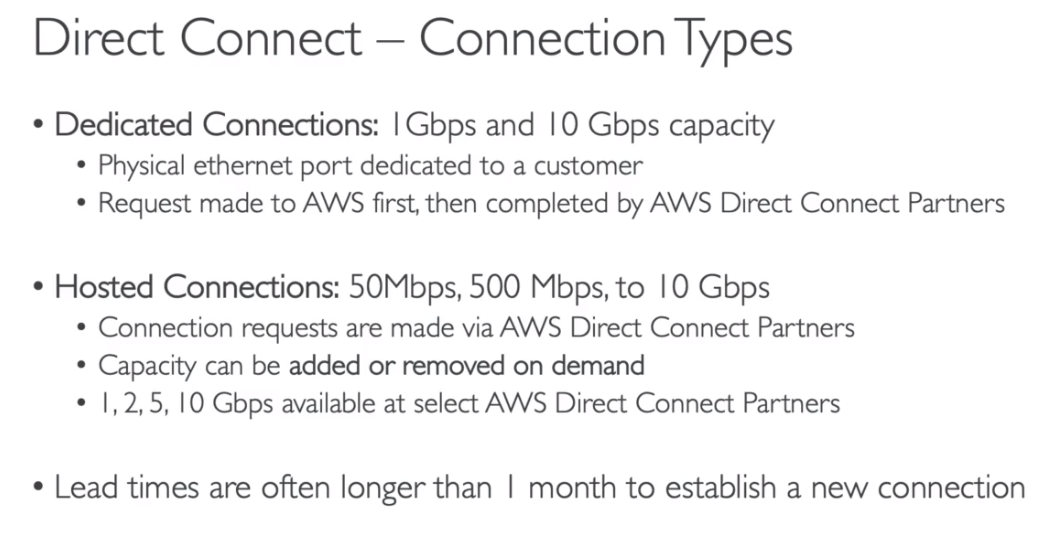 Direct Connect – Connection Types
• Dedicated Connections: 1Gbps and 10 Gbps capacity
• Physical ethernet port dedicated to a customer
• Request made to AWS first, then completed by AWS Direct Connect Partners
• Hosted Connections: 50Mbps, 500 Mbps, to 10 Gbps
• Connection requests are made via AWS Direct Connect Partners
• Capacity can be added or removed on demand
• 1, 2, 5, 10 Gbps available at select AWS Direct Connect Partners
• Lead times are often longer than 1 month to establish a new connection